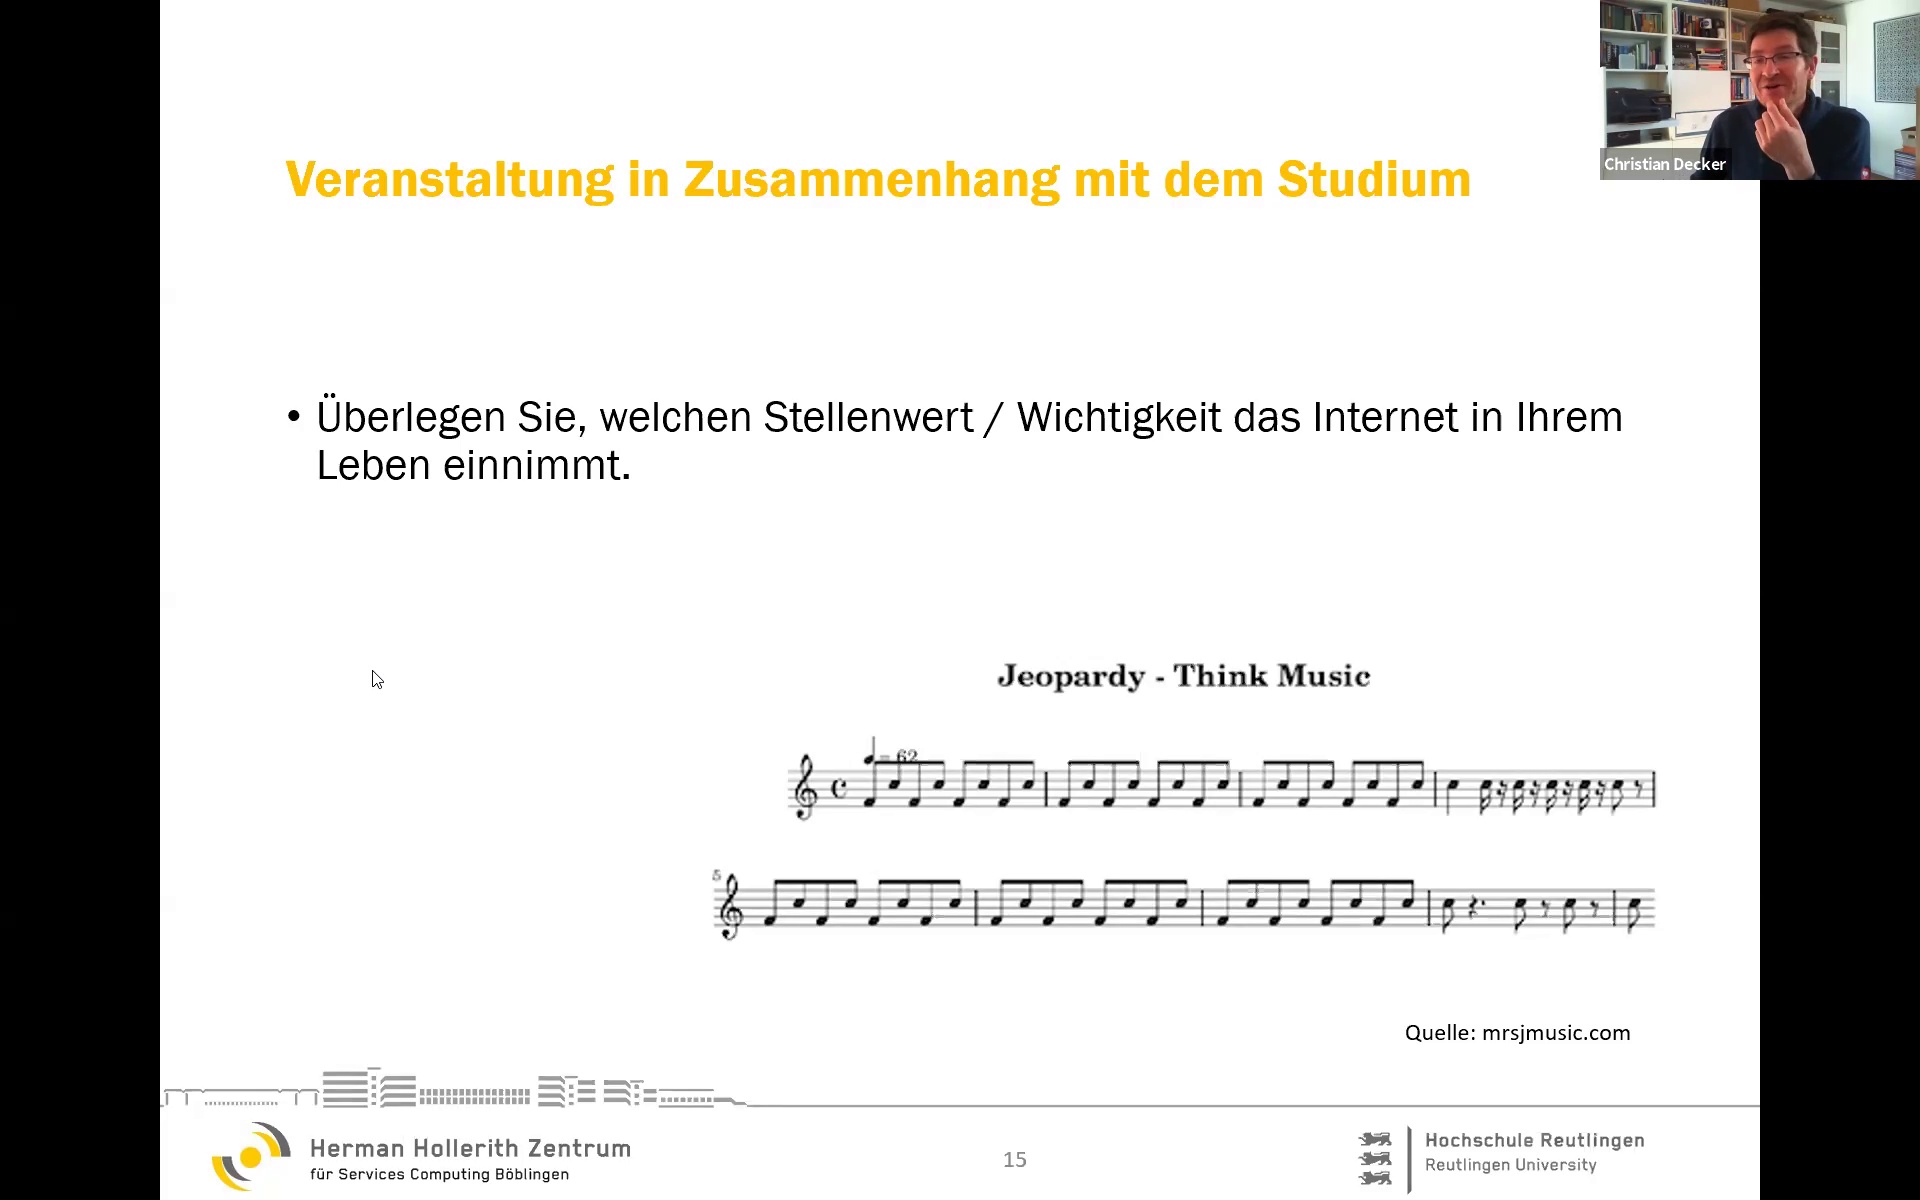 Christian Decker
Veranstaltung in Zusammenhang mit dem Studium
• Überlegen Sie, welchen Stellenwert / Wichtigkeit das Internet in Ihrem
Leben einnimmt.
Jeopardy - Think Music
= 62
5
Quelle: mrsjmusic.com
Herman Hollerith Zentrum
für Services Computing Böblingen
15
Hochschule Reutlingen
Reutlingen University